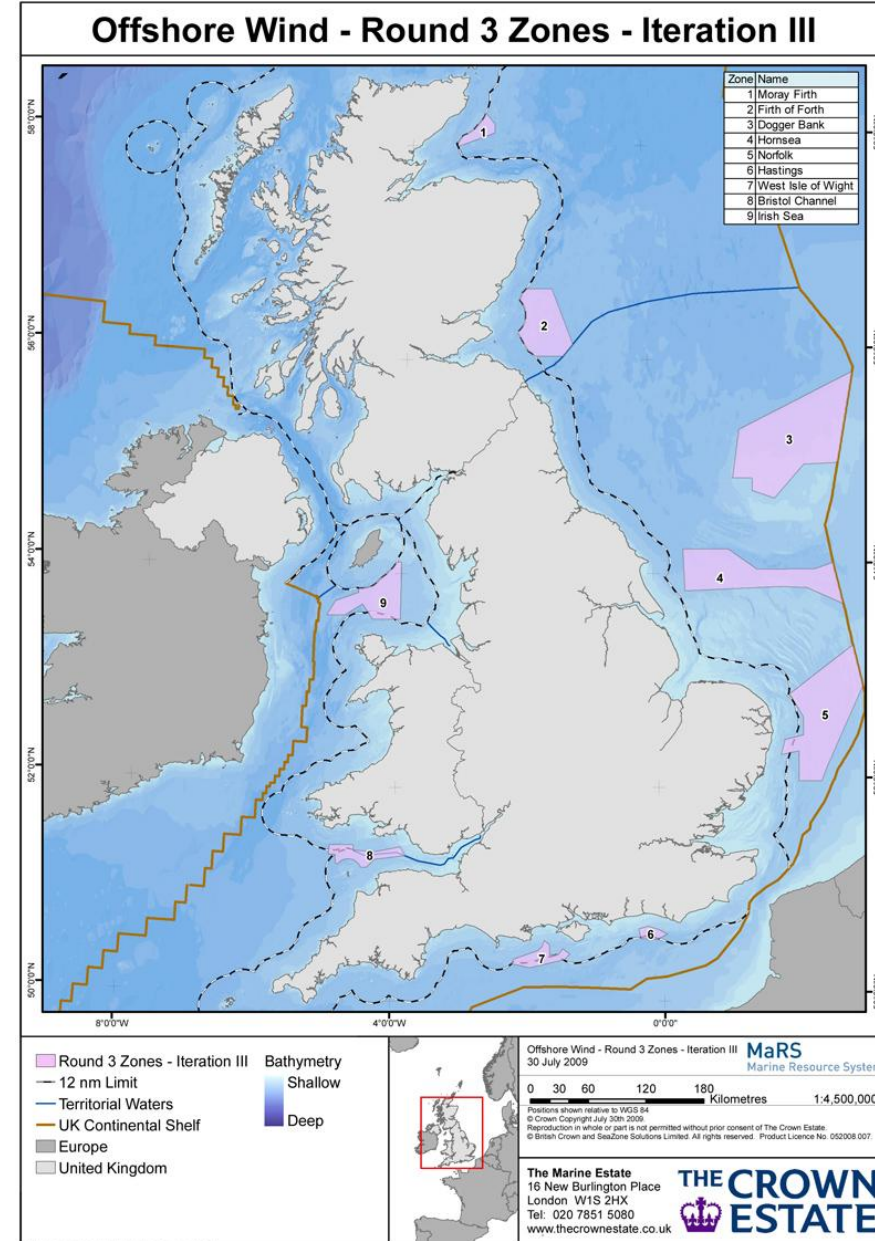 Offshore Wind - Round 3 Zones - Iteration III
Zone Name
1 Moray Firth
2 Firth of Forth
3 Dogger Bank
4 Hornsea
5 Norfolk
6 Hastings
7 West Isle of Wight
8 Bristol Channel
9 Irish Sea
58°0'0"N
1
56°0'0"N
2
3
54°0'0"N
4
9
5
52°0'0"N
8
6
7
50°0'0"N
8°0'0"W
4°0'0"W
0°0'0"
Round 3 Zones - Iteration III
12 nm Limit
Territorial Waters
UK Continental Shelf
Europe
United Kingdom
Bathymetry
Shallow
Deep
Offshore Wind - Round 3 Zones - Iteration III
30 July 2009
MaRS
Marine Resource System
0 30 60 120 180
Kilometres
1:4,500,000
Positions shown relative to WGS 84
© Crown Copyright July 30th 2009.
Reproduction in whole or part is not permitted without prior consent of The Crown Estate.
© British Crown and SeaZone Solutions Limited. All rights reserved. Product Licence No. 052008.007.
The Marine Estate
16 New Burlington Place
London W1S 2HX
Tel: 020 7851 5080
www.thecrownestate.co.uk
THE CROWN
ESTATE